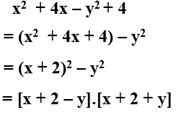 x² + 4x – y² + 4
= (x² + 4x + 4) – y²
= (x + 2)² – y²
= [x + 2 – y].[x + 2 + y]